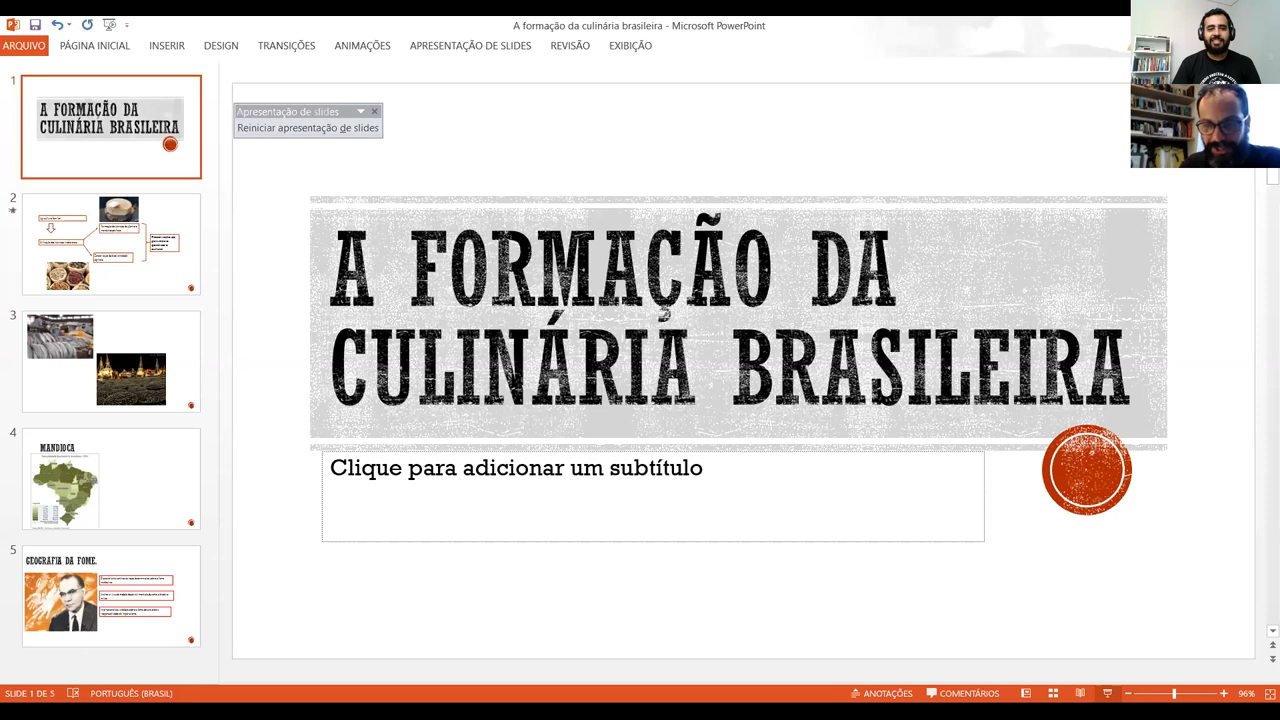 A formação da culinária brasileira - Microsoft PowerPoint
ARQUIVO PÁGINA INICIAL INSERIR DESIGN TRANSIÇÕES ANIMAÇÕES APRESENTAÇÃO DE SLIDES REVISÃO EXIBIÇÃO
1
A FORMAÇÃO DA
CULINÁRIA BRASILEIRA
2
3
4
MANDIOCA
5
GEOGRAFIA DA FOME.
Apresentação de slides
Reiniciar apresentação de slides
A FORMAÇÃO DA
CULINÁRIA BRASILEIRA
Clique para adicionar um subtítulo
SLIDE 1 DE 5 PORTUGUÊS (BRASIL) ANOTAÇÕES COMENTÁRIOS 96%